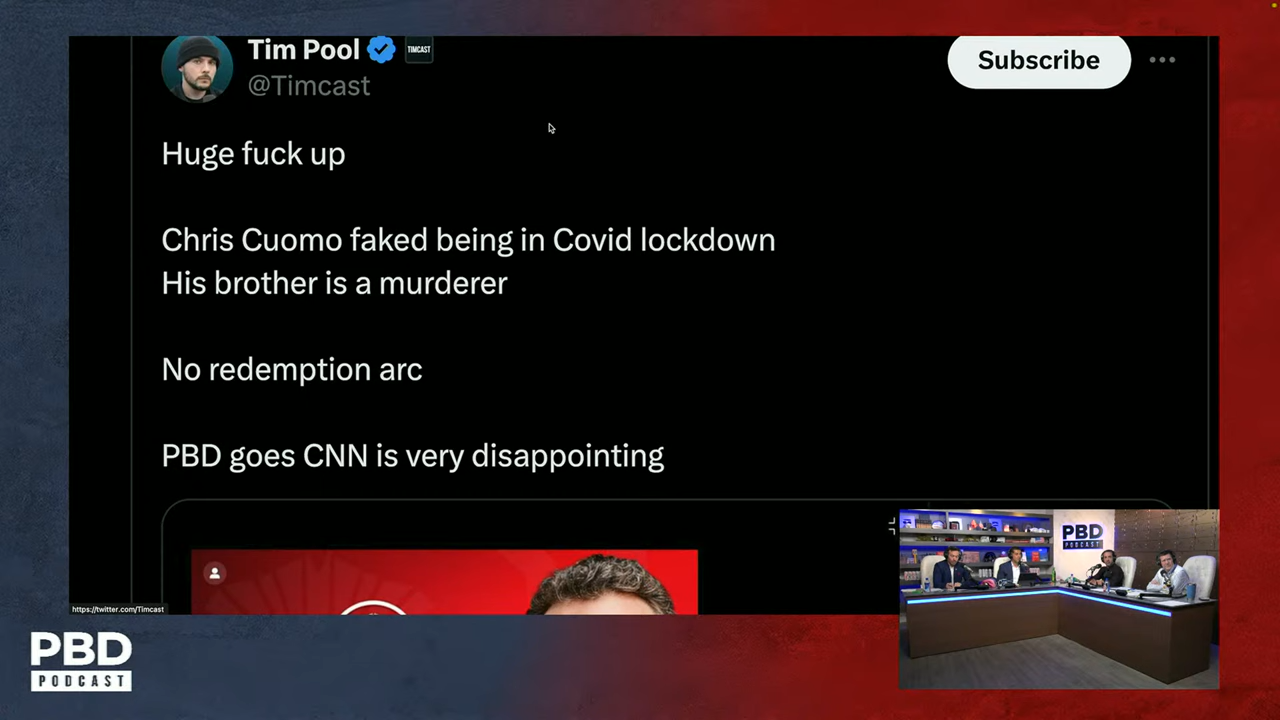 Tim Pool
TIMCAST
Subscribe
@Timcast
Huge fuck up
Chris Cuomo faked being in Covid lockdown
His brother is a murderer
No redemption arc
PBD goes CNN is very disappointing
PBD
PODCAST
https://twitter.com/Timcast
PBD
PODCAST